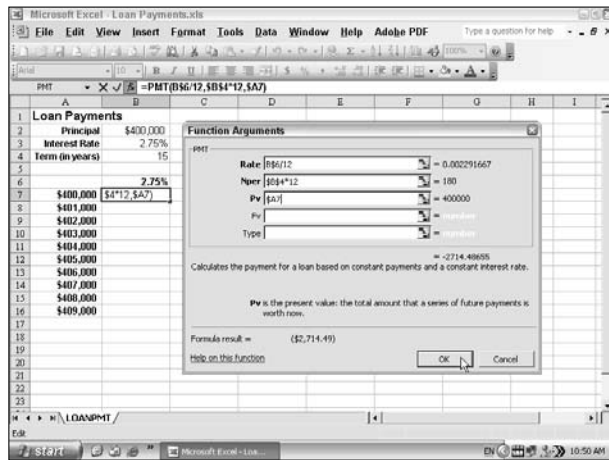 Microsoft Excel - Loan Payments.xls
File Edit View Insert Format Tools Data Window Help Adobe PDF Type a question for help
100%
Arial 10 B I U
PMT =PMT(B$6/12,$B$4*12,$A7)
A B C D E F G H I
1 Loan Payments
2 Principal $400,000
3 Interest Rate 2.75%
4 Term (in years) 15
5
6 2.75%
7 $400,000 $4*12,$A7)
8 $401,000
9 $402,000
10 $403,000
11 $404,000
12 $405,000
13 $406,000
14 $407,000
15 $408,000
16 $409,000
17
18
19
20
21
22
23
Function Arguments
PMT
Rate B$6/12 = 0.002291667
Nper $B$4*12 = 180
Pv $A7 = 400000
Fv = number
Type = number
= -2714.48655
Calculates the payment for a loan based on constant payments and a constant interest rate.
Pv is the present value: the total amount that a series of future payments is
worth now.
Formula result = ($2,714.49)
Help on this function OK Cancel
LOANPMT
Edit
start Microsoft Excel - Loa... EN 10:50 AM